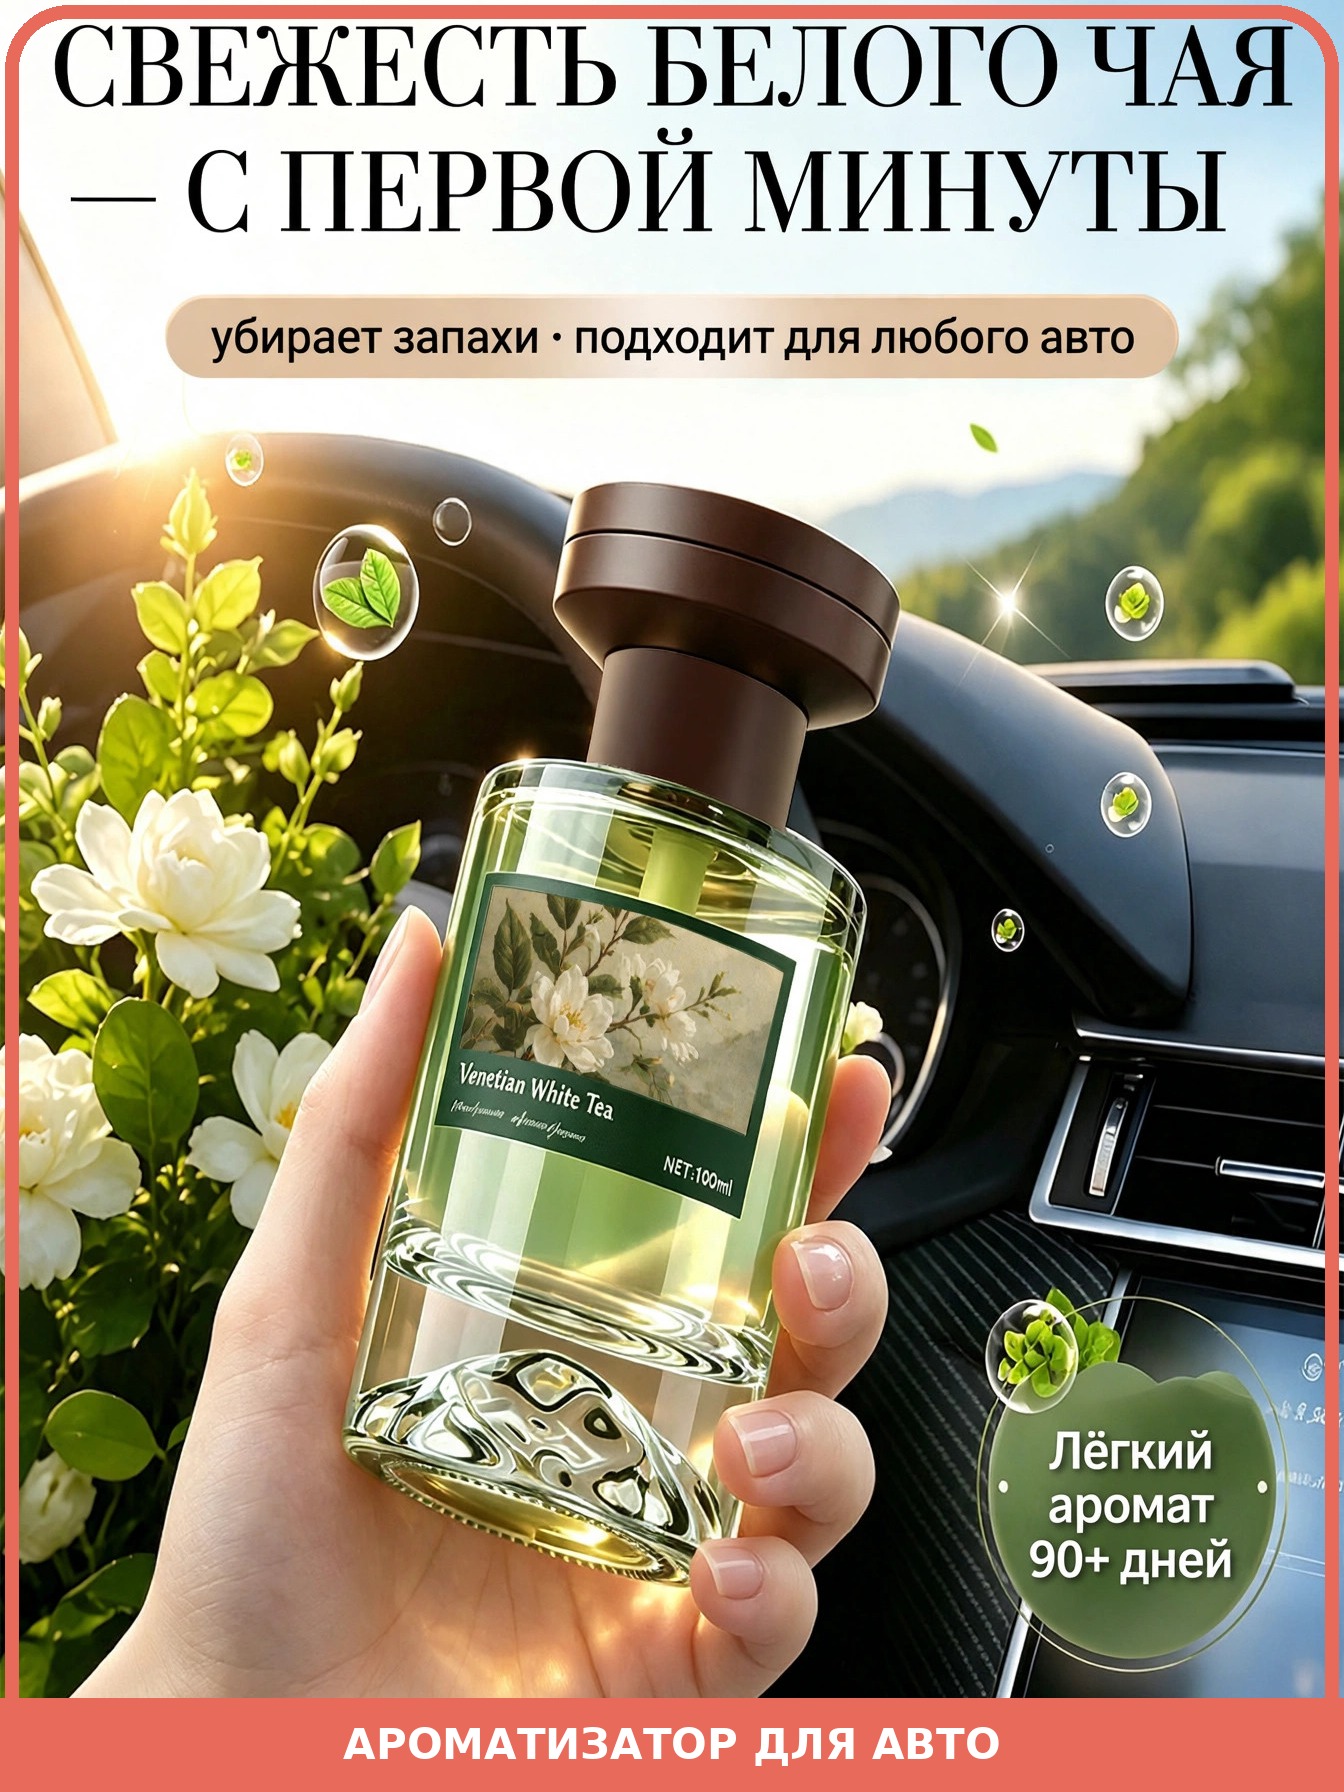 СВЕЖЕСТЬ БЕЛОГО ЧАЯ
— С ПЕРВОЙ МИНУТЫ
убирает запахи · подходит для любого авто
Venetian White Tea
NET:100ml
Лёгкий
аромат
90+ дней
АРОМАТИЗАТОР ДЛЯ АВТО